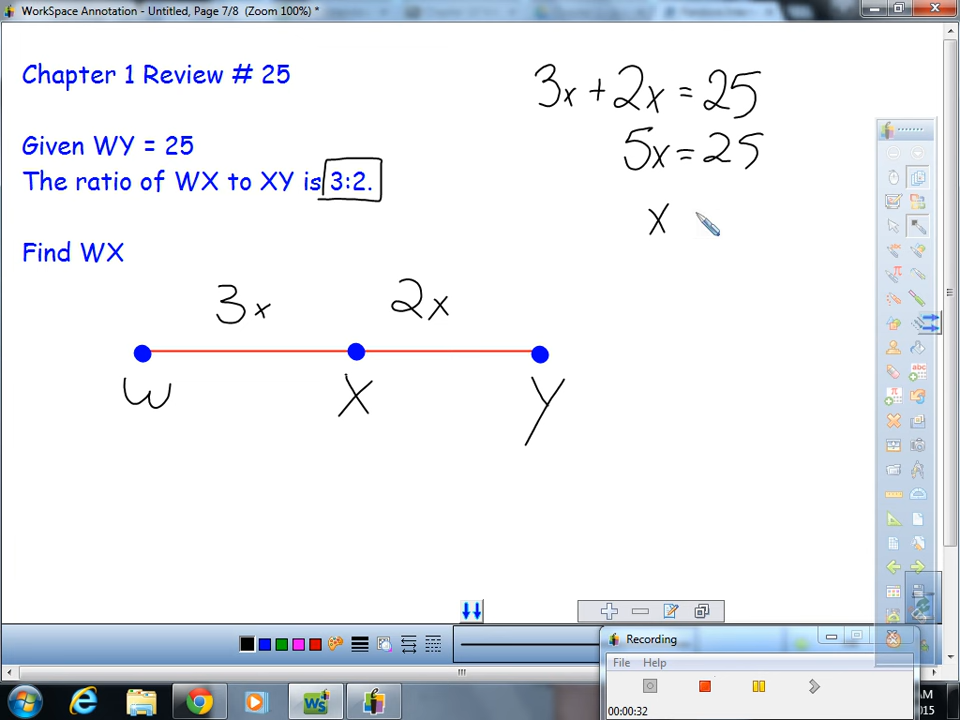 WorkSpace Annotation - Untitled, Page 7/8 (Zoom 100%) *
Chapter 1 Review # 25
3x + 2x = 25
Given WY = 25
5x = 25
The ratio of WX to XY is 3:2.
x
Find WX
3x 2x
W X Y
Recording
File Help
00:00:32
AM
015